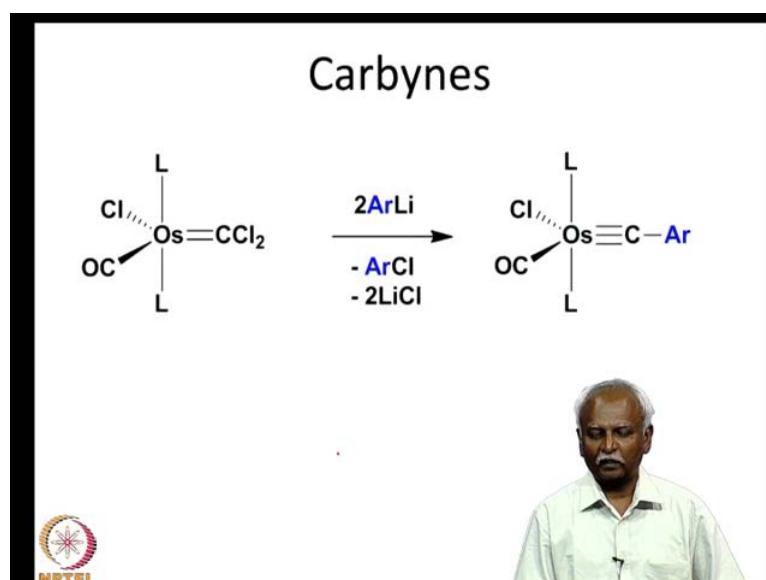 Carbynes
L
Cl
Os=CCl₂
OC
L
2ArLi
- ArCl
- 2LiCl
L
Cl
Os≡C–Ar
OC
L
NPTEL